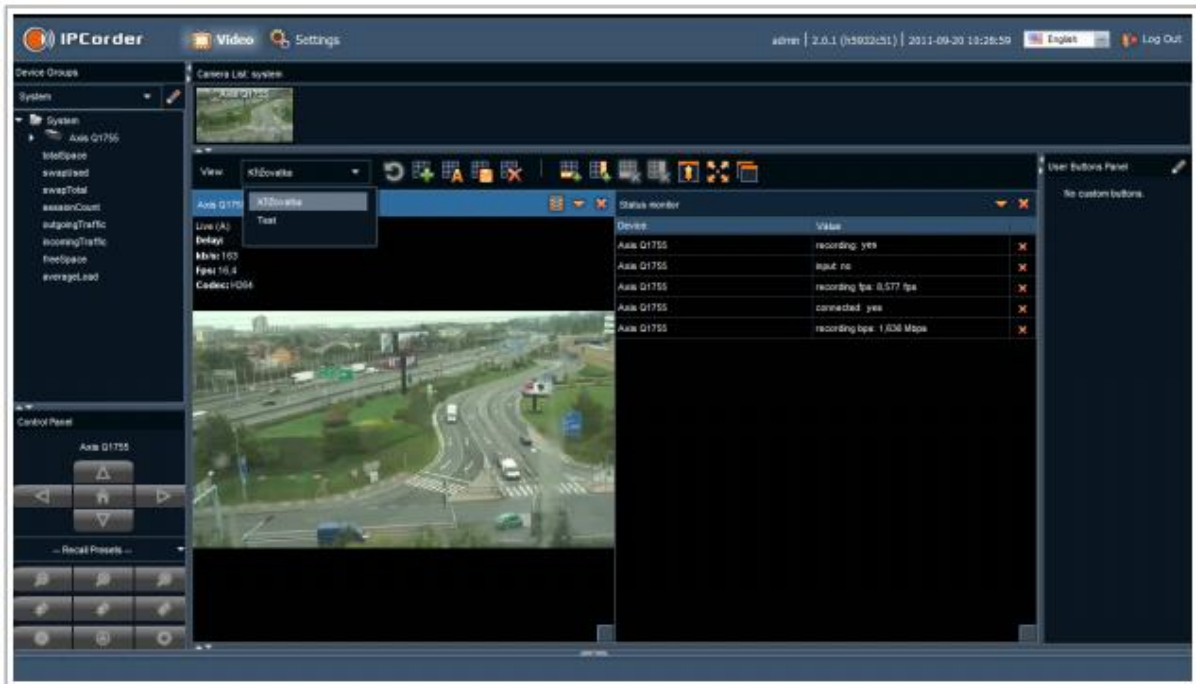 IPCorder
Video
Settings
admin | 2.0.1 (h5932c51) | 2011-09-20 10:26:59
English
Log Out
Device Groups
Camera List: system
System
Axis Q1755
System
Axis Q1755
totalSpace
swapUsed
swapTotal
sessionCount
outgoingTraffic
incomingTraffic
freeSpace
averageLoad
View
Křižovatka
Křižovatka
Test
User Buttons Panel
No custom buttons.
Axis Q175
Live (A)
Delay:
kb/s: 163
Fps: 16,4
Codec: H264
Status monitor
Device Value
Axis Q1755 recording: yes
Axis Q1755 input: no
Axis Q1755 recording fps: 8,577 fps
Axis Q1755 connected: yes
Axis Q1755 recording bps: 1,636 Mbps
Control Panel
Axis Q1755
-- Recall Presets --